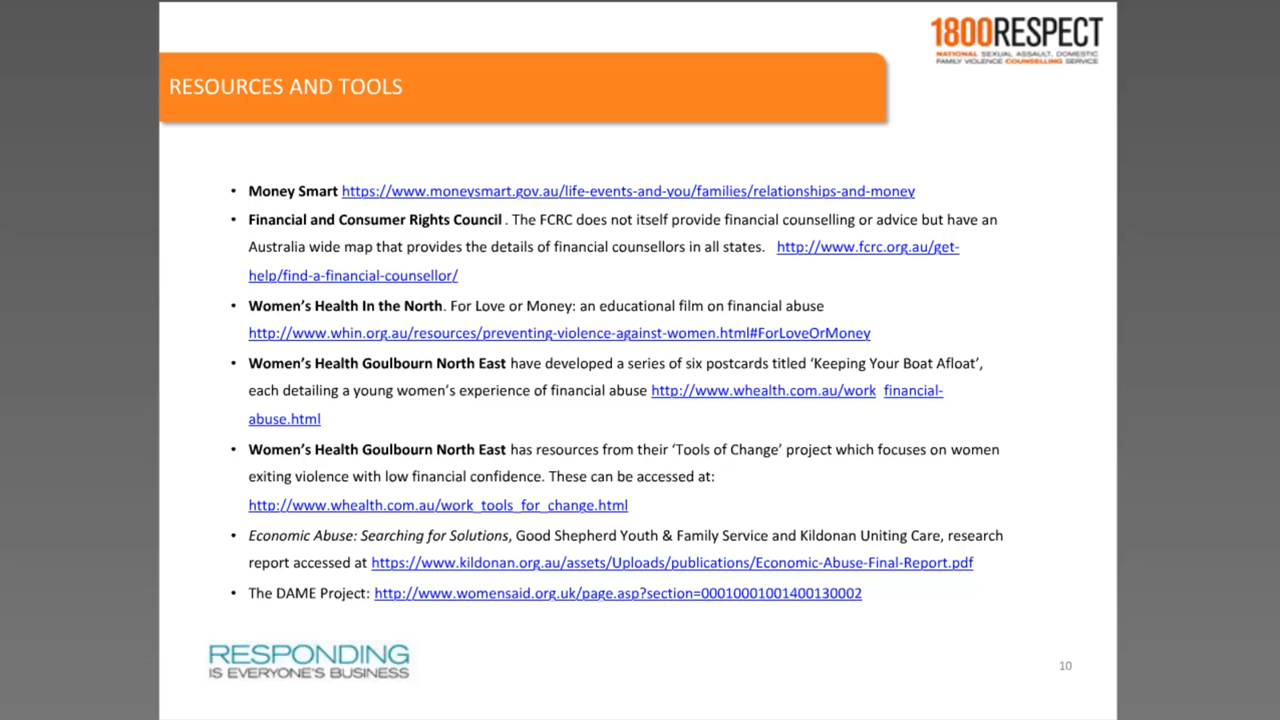 1800RESPECT
NATIONAL SEXUAL ASSAULT, DOMESTIC
FAMILY VIOLENCE COUNSELLING SERVICE
RESOURCES AND TOOLS
• Money Smart https://www.moneysmart.gov.au/life-events-and-you/families/relationships-and-money
• Financial and Consumer Rights Council . The FCRC does not itself provide financial counselling or advice but have an
Australia wide map that provides the details of financial counsellors in all states. http://www.fcrc.org.au/get-
help/find-a-financial-counsellor/
• Women’s Health In the North. For Love or Money: an educational film on financial abuse
http://www.whin.org.au/resources/preventing-violence-against-women.html#ForLoveOrMoney
• Women’s Health Goulbourn North East have developed a series of six postcards titled ‘Keeping Your Boat Afloat’,
each detailing a young women’s experience of financial abuse http://www.whealth.com.au/work_financial-
abuse.html
• Women’s Health Goulbourn North East has resources from their ‘Tools of Change’ project which focuses on women
exiting violence with low financial confidence. These can be accessed at:
http://www.whealth.com.au/work_tools_for_change.html
• Economic Abuse: Searching for Solutions, Good Shepherd Youth & Family Service and Kildonan Uniting Care, research
report accessed at https://www.kildonan.org.au/assets/Uploads/publications/Economic-Abuse-Final-Report.pdf
• The DAME Project: http://www.womensaid.org.uk/page.asp?section=00010001001400130002
RESPONDING
IS EVERYONE’S BUSINESS
10